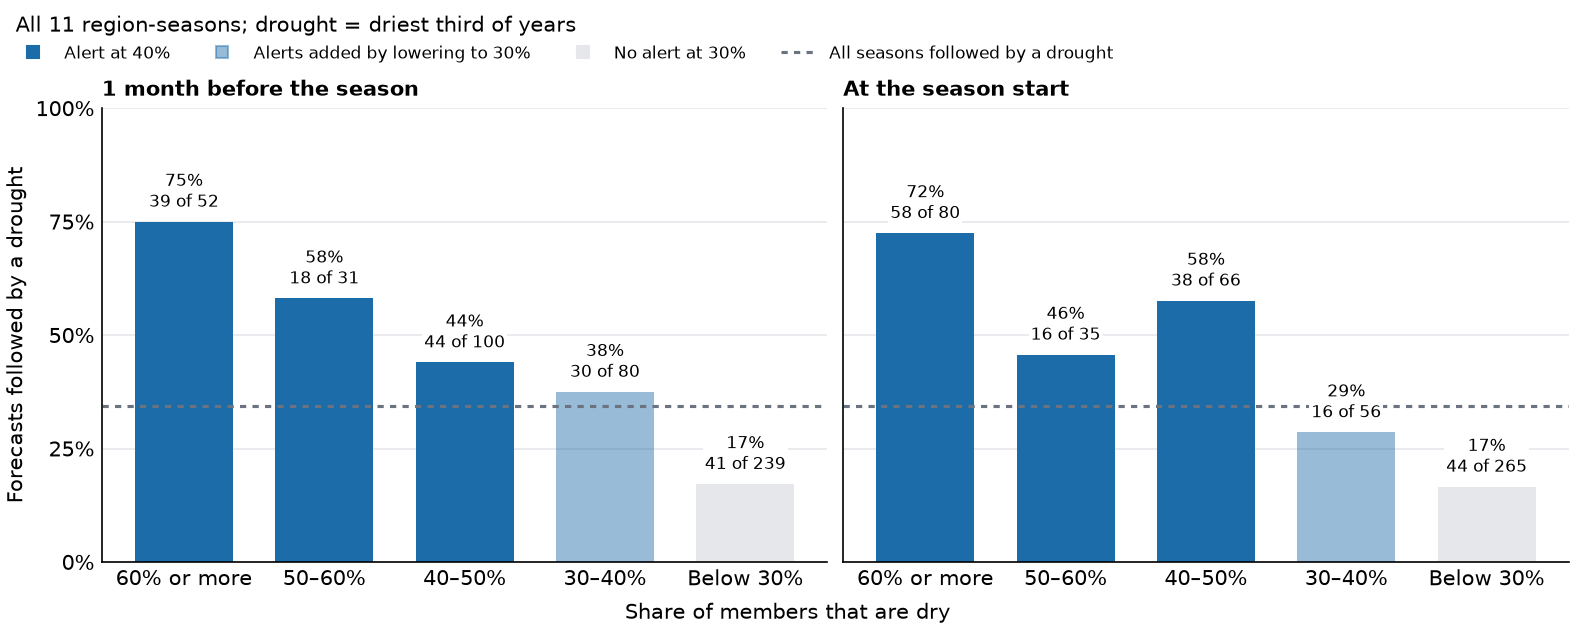 All 11 region-seasons; drought = driest third of years
Alert at 40%
Alerts added by lowering to 30%
No alert at 30%
All seasons followed by a drought
1 month before the season
At the season start
Forecasts followed by a drought
100%
75%
50%
25%
0%
75%
39 of 52
58%
18 of 31
44%
44 of 100
38%
30 of 80
17%
41 of 239
72%
58 of 80
46%
16 of 35
58%
38 of 66
29%
16 of 56
17%
44 of 265
60% or more
50–60%
40–50%
30–40%
Below 30%
60% or more
50–60%
40–50%
30–40%
Below 30%
Share of members that are dry